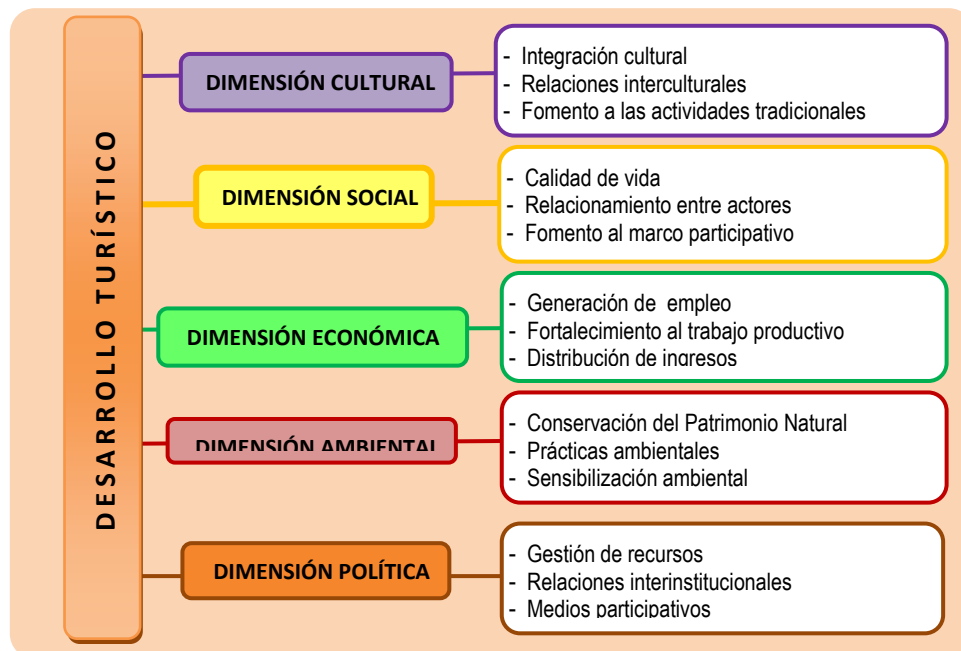 DESARROLLO TURÍSTICO
DIMENSIÓN CULTURAL
- Integración cultural
- Relaciones interculturales
- Fomento a las actividades tradicionales
DIMENSIÓN SOCIAL
- Calidad de vida
- Relacionamiento entre actores
- Fomento al marco participativo
DIMENSIÓN ECONÓMICA
- Generación de empleo
- Fortalecimiento al trabajo productivo
- Distribución de ingresos
DIMENSIÓN AMBIENTAL
- Conservación del Patrimonio Natural
- Prácticas ambientales
- Sensibilización ambiental
DIMENSIÓN POLÍTICA
- Gestión de recursos
- Relaciones interinstitucionales
- Medios participativos